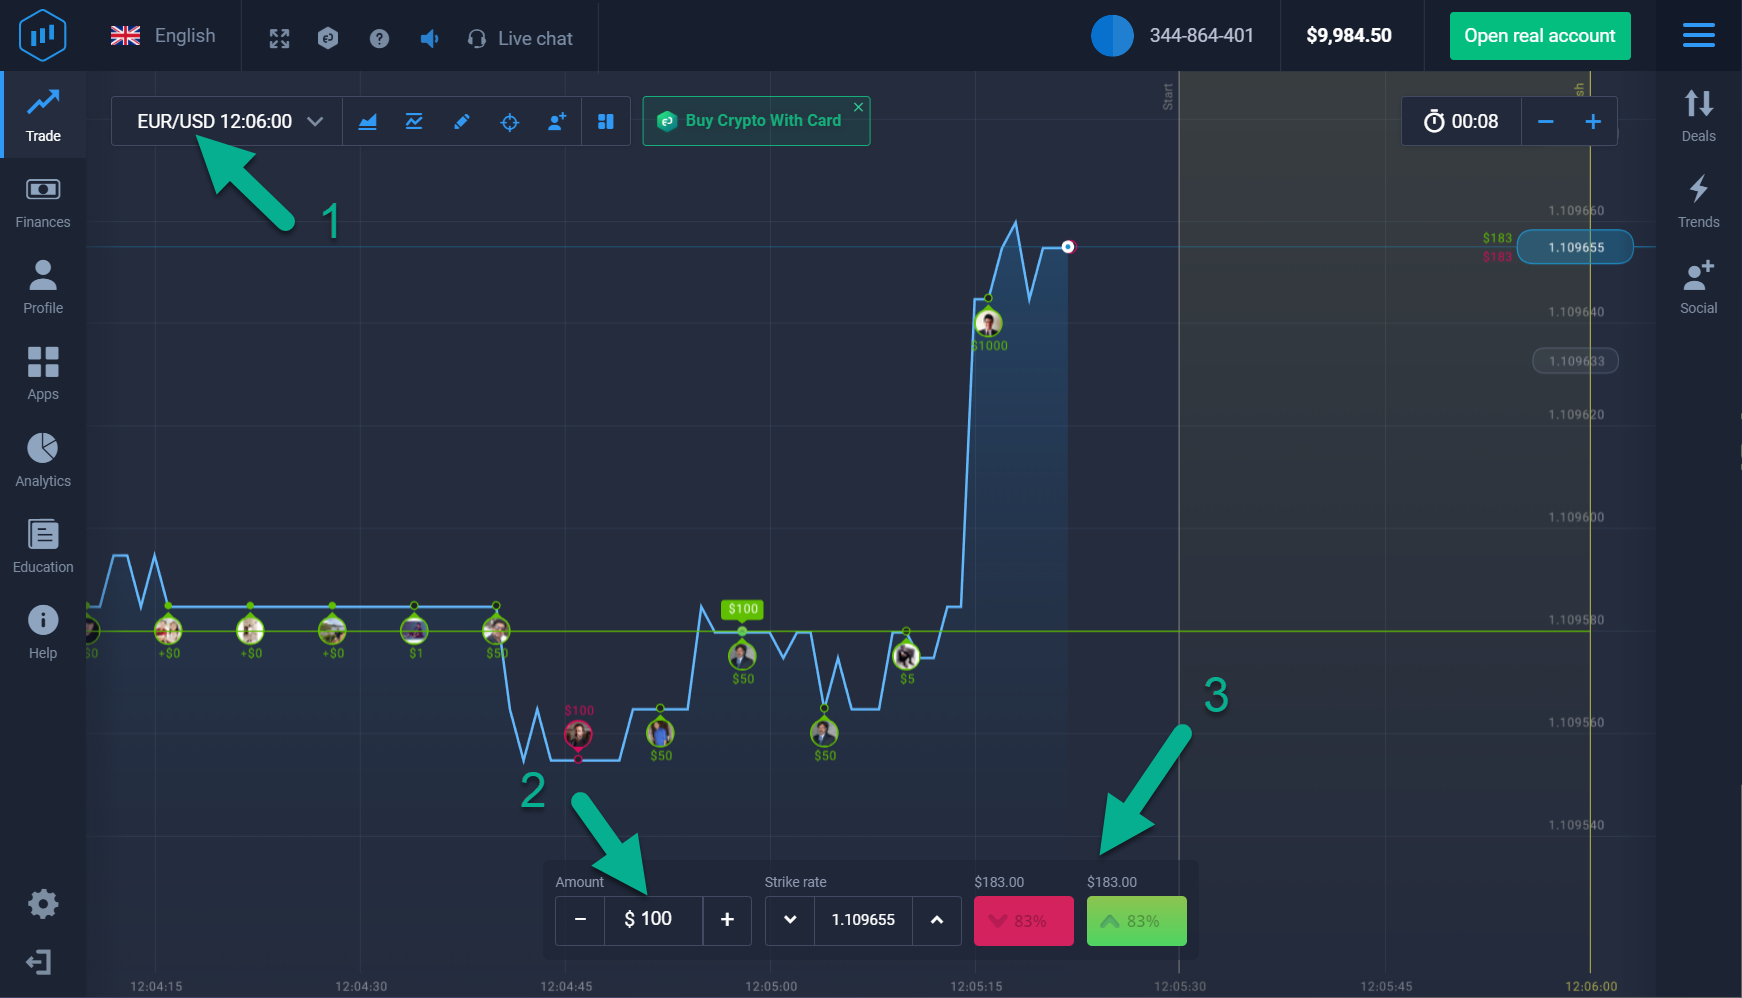 English
Live chat
344-864-401
$9,984.50
Open real account
Trade
Finances
Profile
Apps
Analytics
Education
Help
EUR/USD 12:06:00
Buy Crypto With Card
Start
sh
00:08
Deals
Trends
Social
1
1.109660
$183
$183
1.109655
1.109640
$1000
1.109633
1.109620
1.109600
$100
1.109580
$0
+$0
+$0
+$0
$1
$50
$50
$5
3
$100
1.109560
$50
$50
2
1.109540
Amount
Strike rate
$183.00
$183.00
$ 100
1.109655
83%
83%
12:04:15
12:04:30
12:04:45
12:05:00
12:05:15
12:05:30
12:05:45
12:06:00